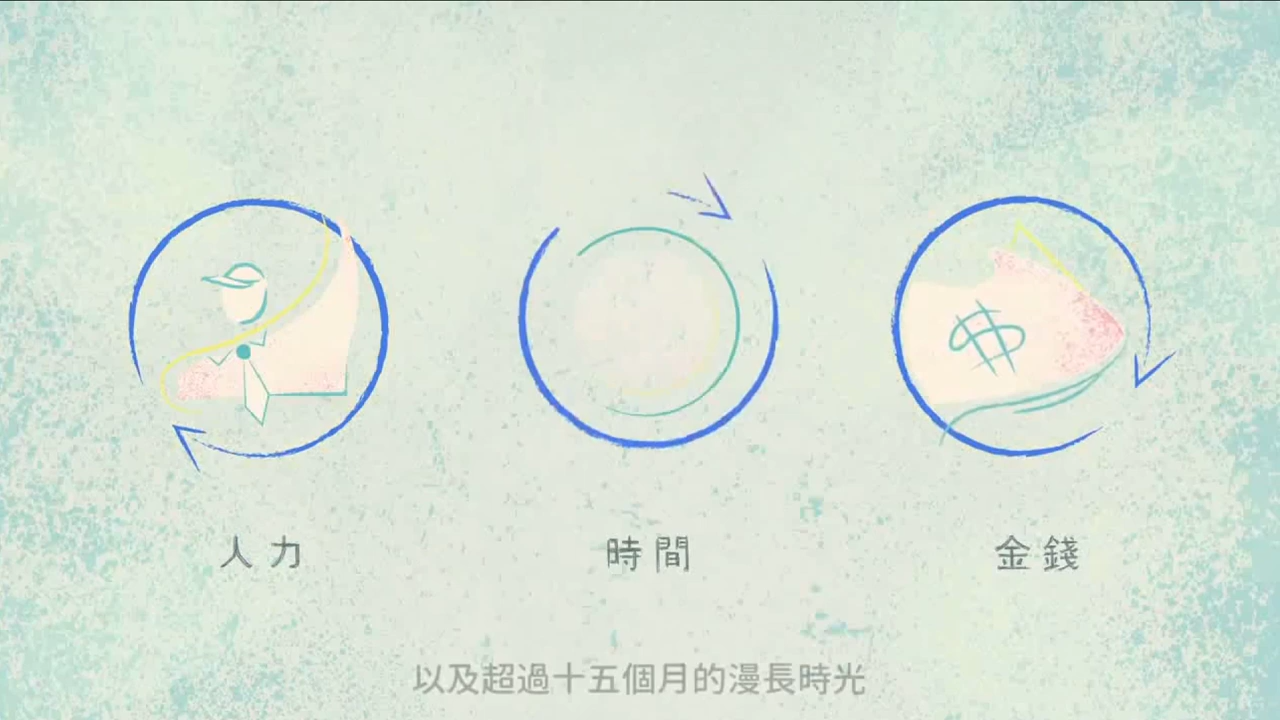 人力
時間
金錢
以及超過十五個月的漫長時光